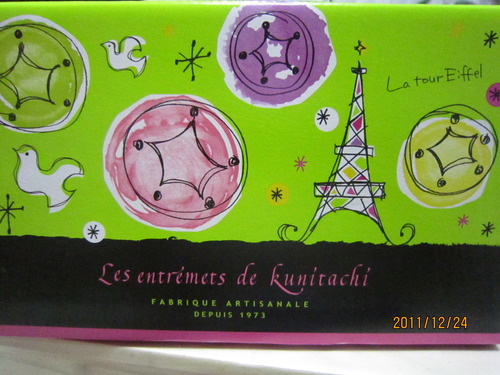 La tour Eiffel
Les entrémets de kunitachi
FABRIQUE ARTISANALE
DEPUIS 1973
2011/12/24